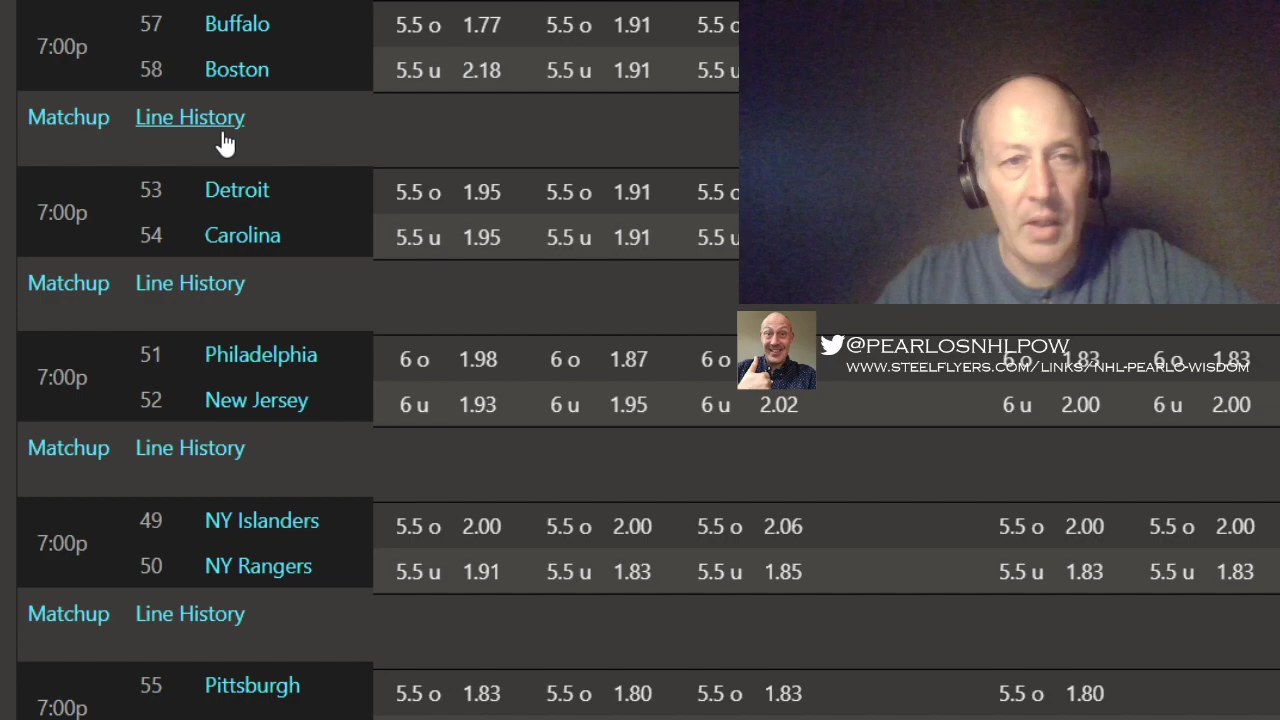 57 Buffalo 5.5 o 1.77 5.5 o 1.91 5.5 o
7:00p
58 Boston 5.5 u 2.18 5.5 u 1.91 5.5 u
Matchup Line History
53 Detroit 5.5 o 1.95 5.5 o 1.91 5.5 o
7:00p
54 Carolina 5.5 u 1.95 5.5 u 1.91 5.5 u
Matchup Line History
@PEARLOSNHLPOW
51 Philadelphia 6 o 1.98 6 o 1.87 6 o 6 o 1.83 6 o 1.83
WWW.STEELFLYERS.COM/LINKS/NHL-PEARLO-WISDOM
7:00p
52 New Jersey 6 u 1.93 6 u 1.95 6 u 2.02 6 u 2.00 6 u 2.00
Matchup Line History
49 NY Islanders 5.5 o 2.00 5.5 o 2.00 5.5 o 2.06 5.5 o 2.00 5.5 o 2.00
7:00p
50 NY Rangers 5.5 u 1.91 5.5 u 1.83 5.5 u 1.85 5.5 u 1.83 5.5 u 1.83
Matchup Line History
55 Pittsburgh 5.5 o 1.83 5.5 o 1.80 5.5 o 1.83 5.5 o 1.80
7:00p